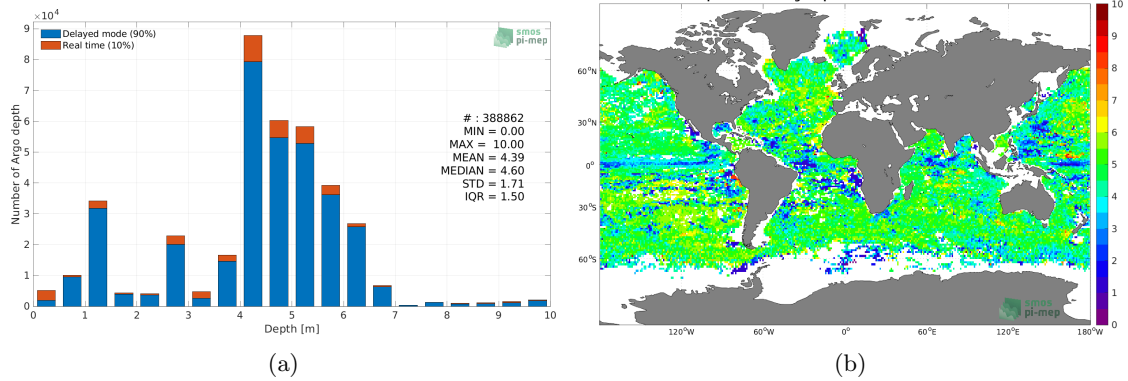 ×10⁴
9
8
7
6
5
4
3
2
1
0
Number of Argo depth
Delayed mode (90%)
Real time (10%)
smos
pi-mep
# : 388862
MIN = 0.00
MAX = 10.00
MEAN = 4.39
MEDIAN = 4.60
STD = 1.71
IQR = 1.50
0 1 2 3 4 5 6 7 8 9 10
Depth [m]
(a)
60°N
30°N
0°
30°S
60°S
120°W 60°W 0° 60°E 120°E 180°W
smos
pi-mep
10
9
8
7
6
5
4
3
2
1
0
(b)